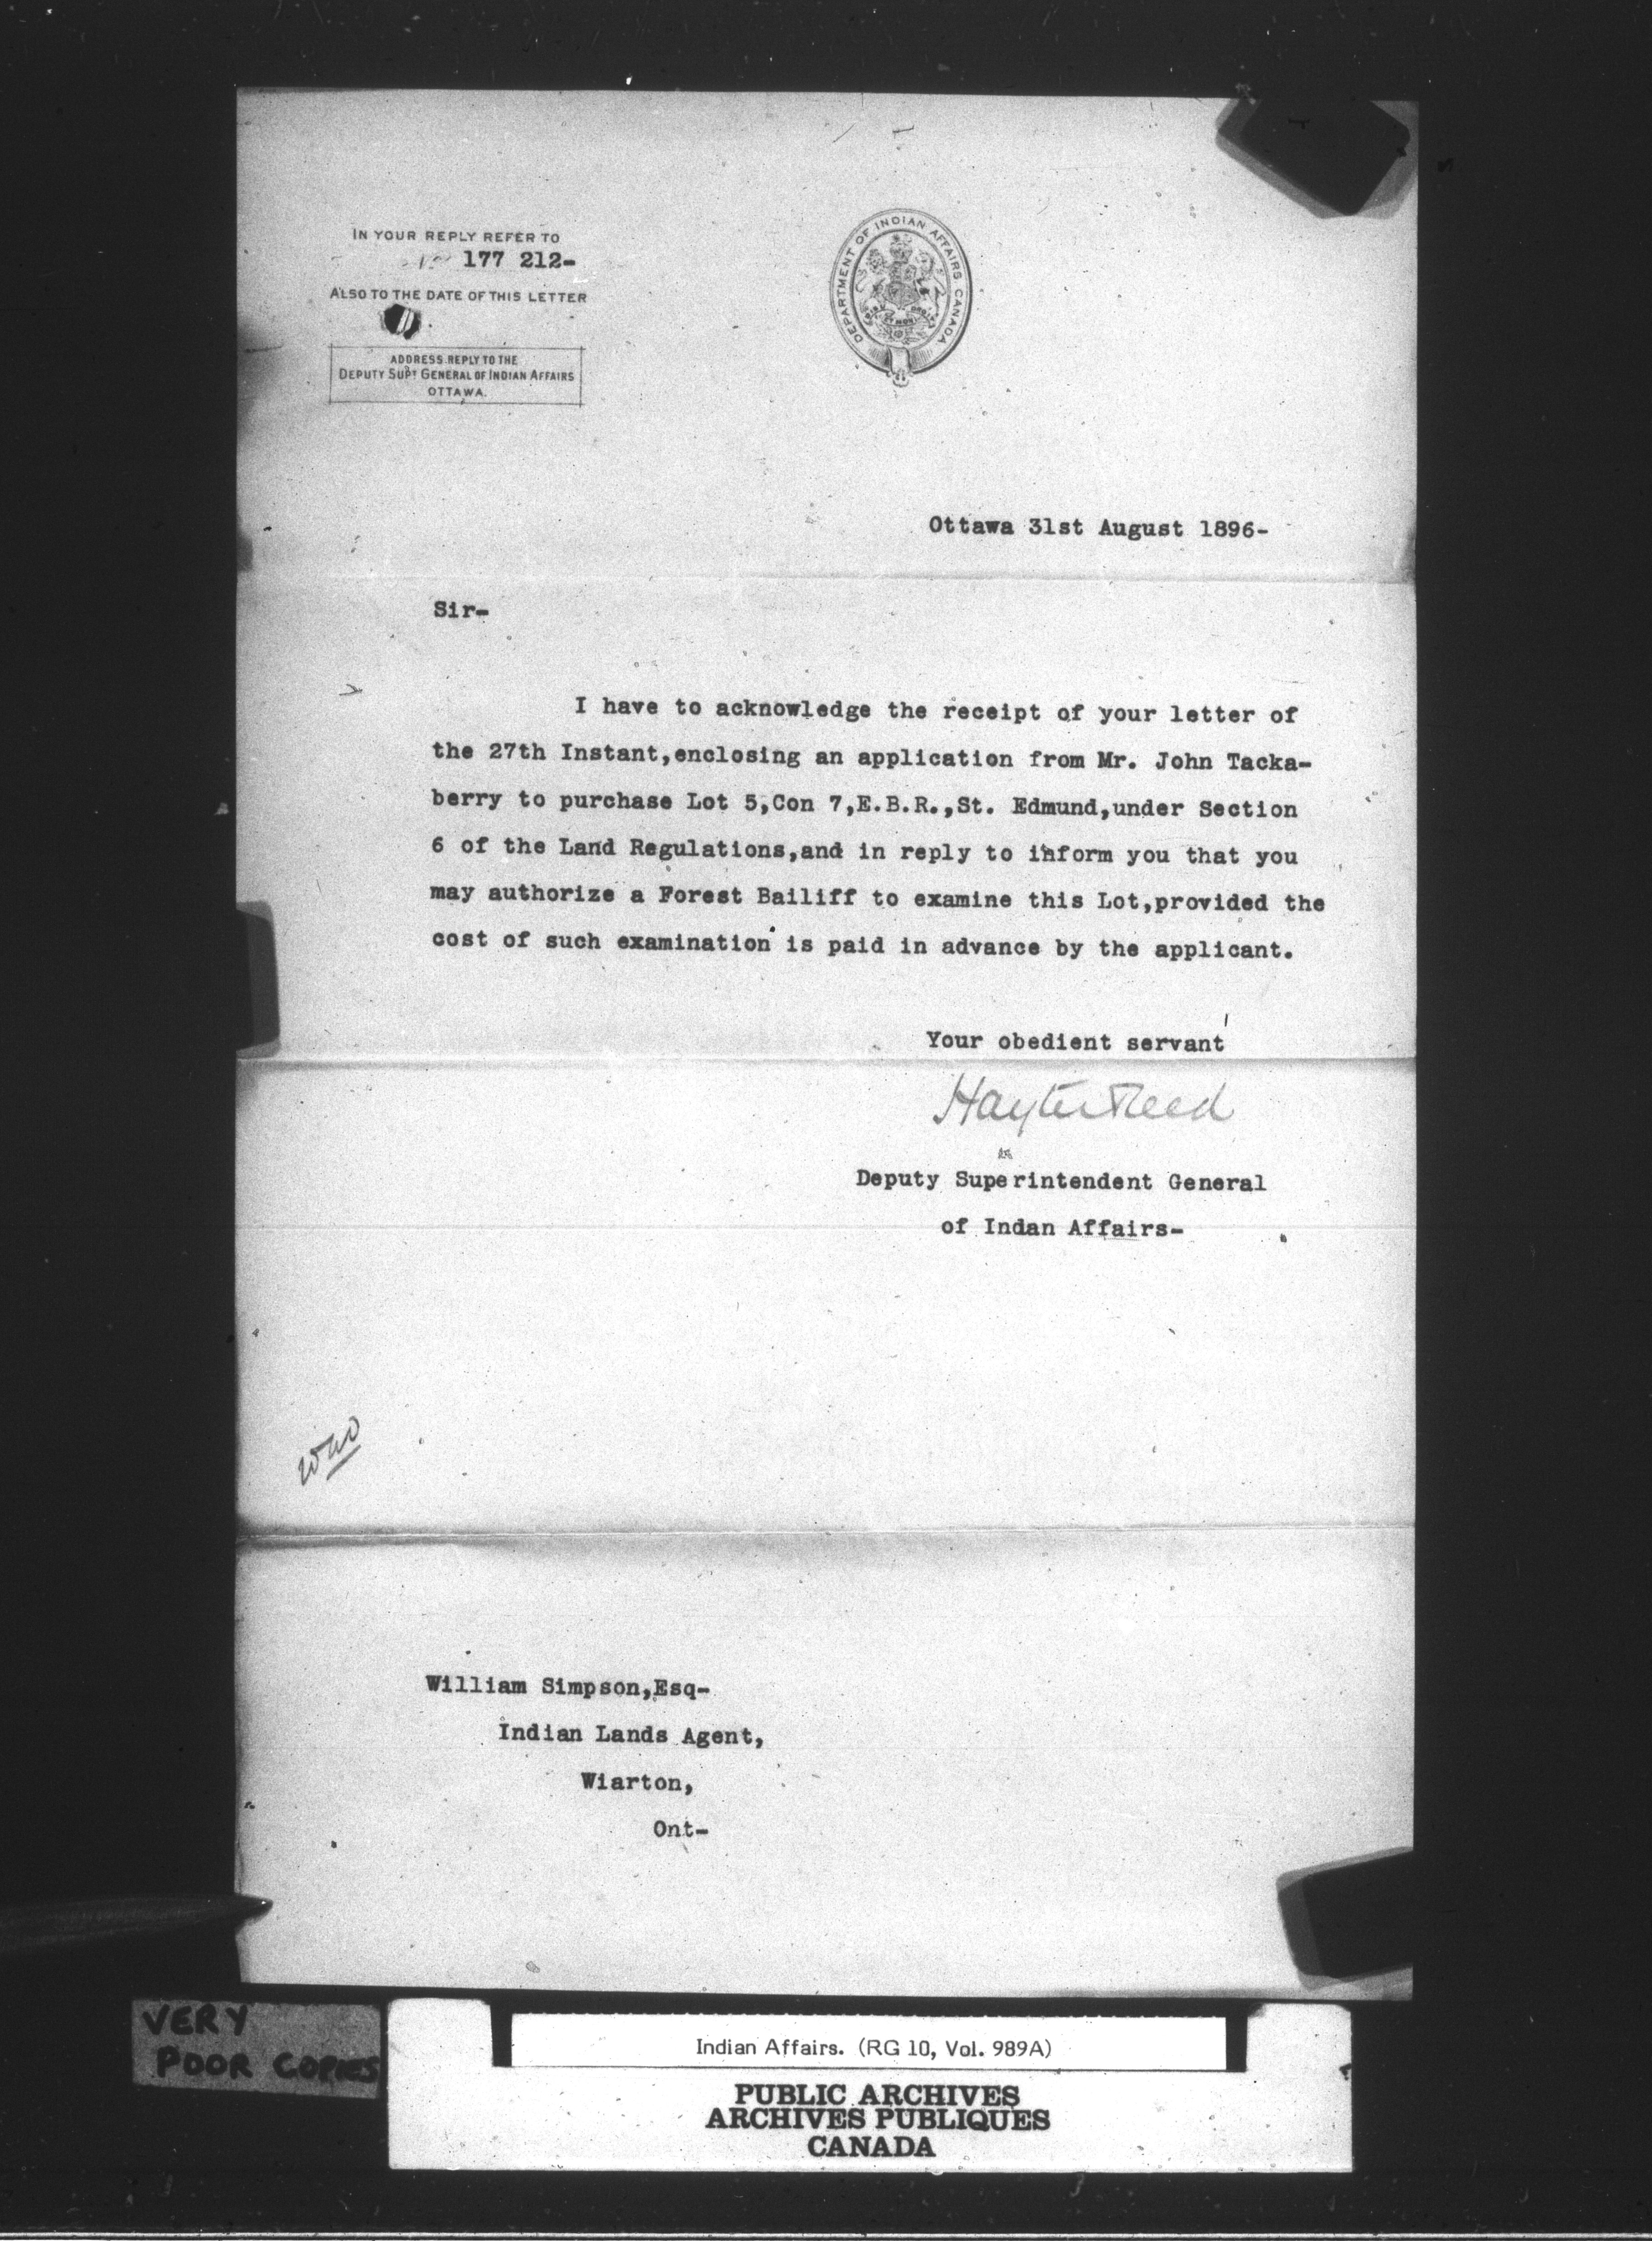 IN YOUR REPLY REFER TO
No 177 212-
ALSO TO THE DATE OF THIS LETTER
ADDRESS REPLY TO THE
DEPUTY SUPT GENERAL OF INDIAN AFFAIRS
OTTAWA.
DEPARTMENT OF INDIAN AFFAIRS CANADA
Ottawa 31st August 1896-
Sir-
I have to acknowledge the receipt of your letter of
the 27th Instant,enclosing an application from Mr. John Tacka-
berry to purchase Lot 5,Con 7,E.B.R.,St. Edmund,under Section
6 of the Land Regulations,and in reply to inform you that you
may authorize a Forest Bailiff to examine this Lot,provided the
cost of such examination is paid in advance by the applicant.
Your obedient servant
Hayter Reed
Deputy Superintendent General
of Indan Affairs-
William Simpson,Esq-
Indian Lands Agent,
Wiarton,
Ont-
VERY
POOR COPIES
Indian Affairs. (RG 10, Vol. 989A)
PUBLIC ARCHIVES
ARCHIVES PUBLIQUES
CANADA